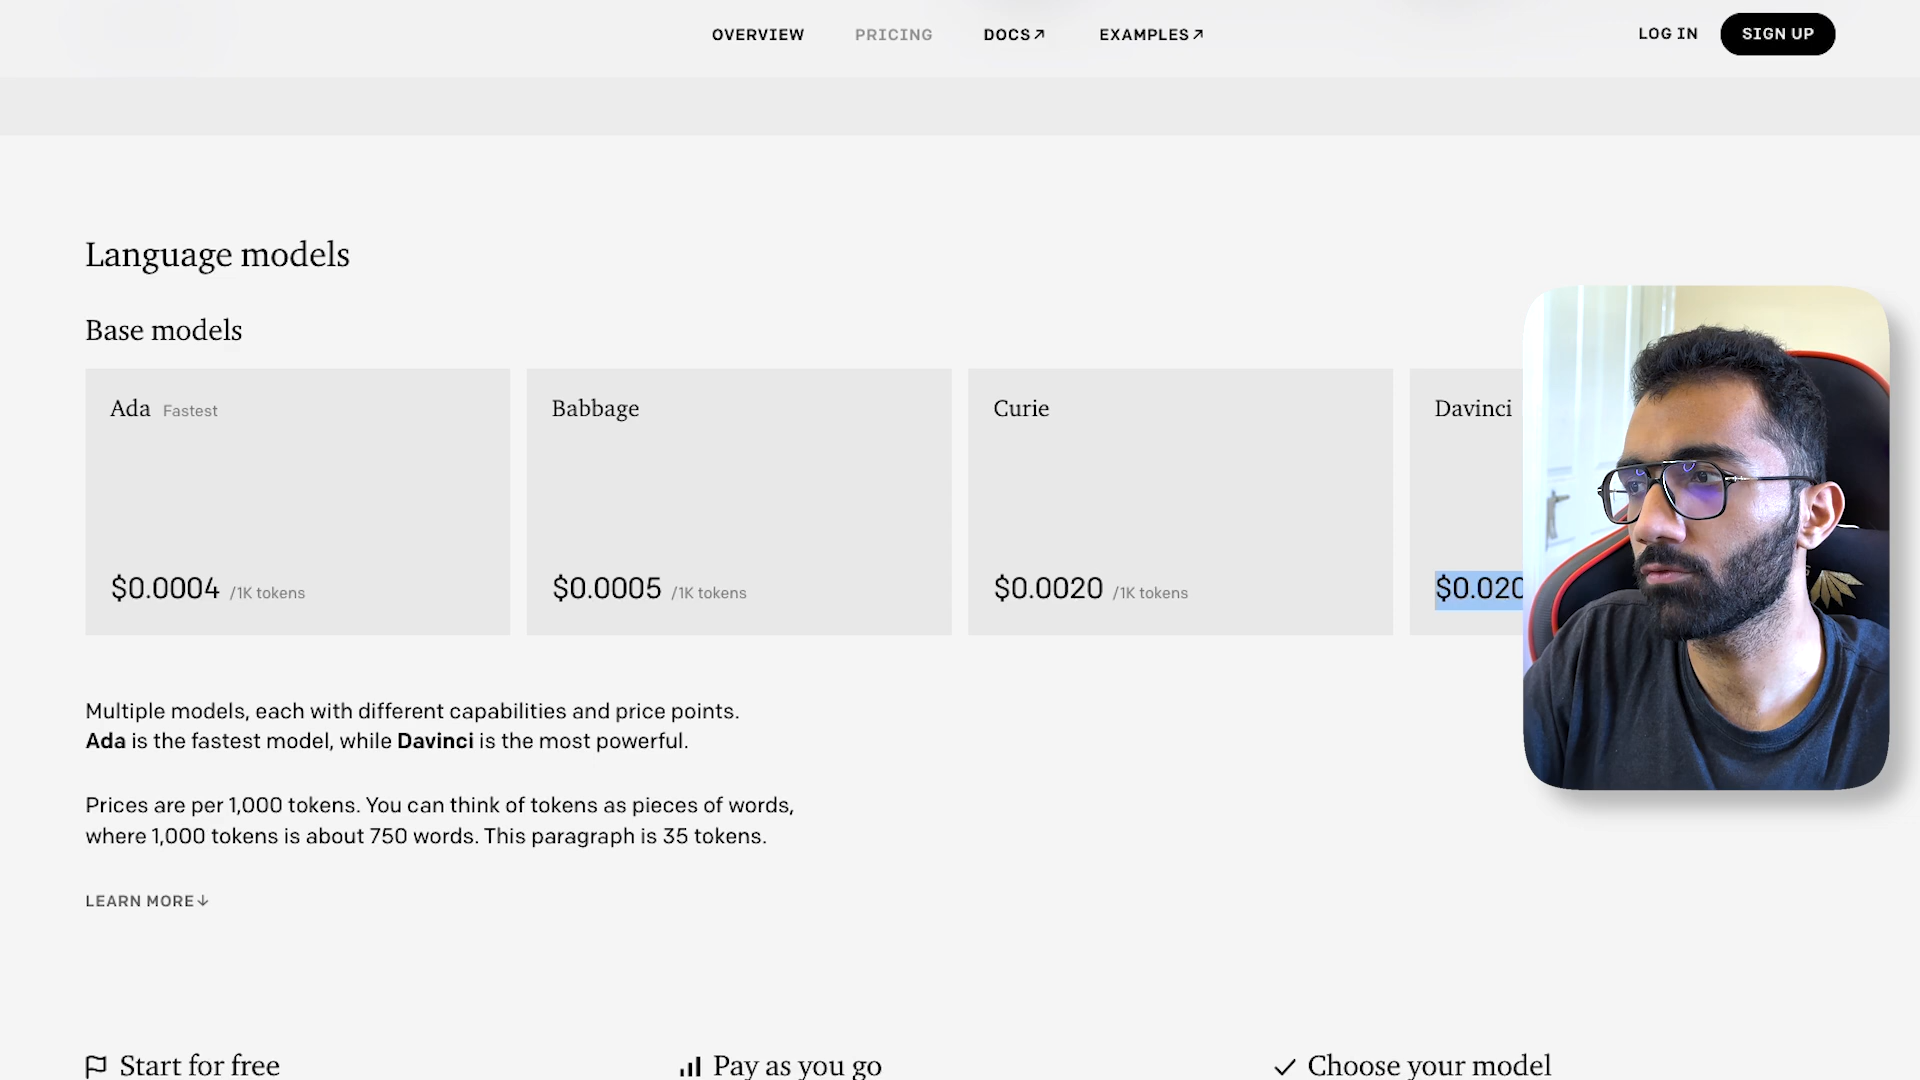 OVERVIEW PRICING DOCS↗ EXAMPLES↗ LOG IN SIGN UP
Language models
Base models
Ada Fastest
$0.0004 /1K tokens
Babbage
$0.0005 /1K tokens
Curie
$0.0020 /1K tokens
Davinci
$0.020
Multiple models, each with different capabilities and price points.
Ada is the fastest model, while Davinci is the most powerful.
Prices are per 1,000 tokens. You can think of tokens as pieces of words,
where 1,000 tokens is about 750 words. This paragraph is 35 tokens.
LEARN MORE↓
Start for free
Pay as you go
Choose your model